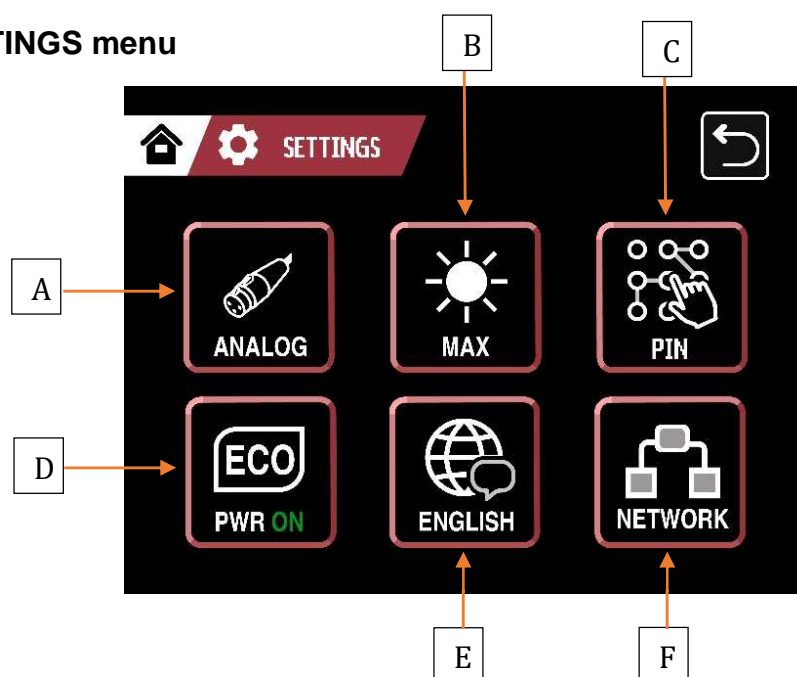 TINGS menu
B
C
SETTINGS
A
ANALOG
MAX
PIN
D
ECO
PWR ON
ENGLISH
NETWORK
E
F